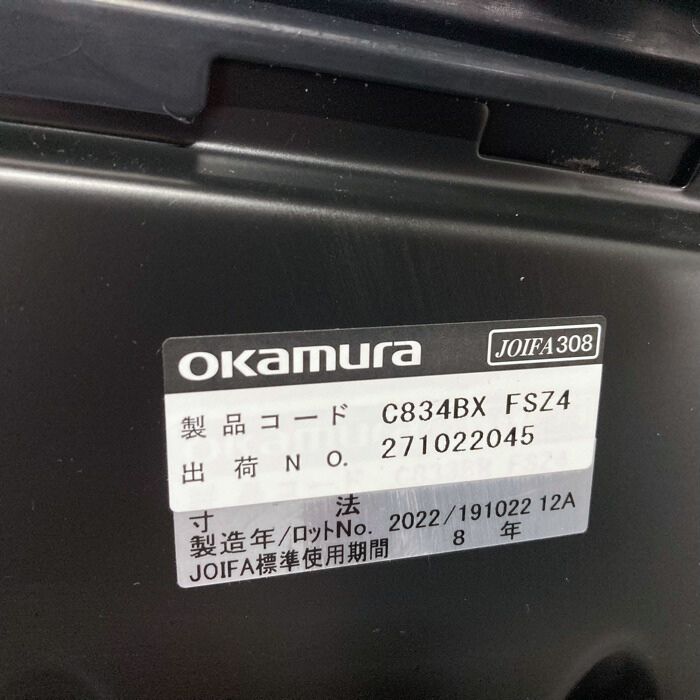 okamura JOIFA308
製品コード C834BX FSZ4
出荷NO. 271022045
寸法
製造年/ロットNo. 2022/191022 12A
JOIFA標準使用期間 8年